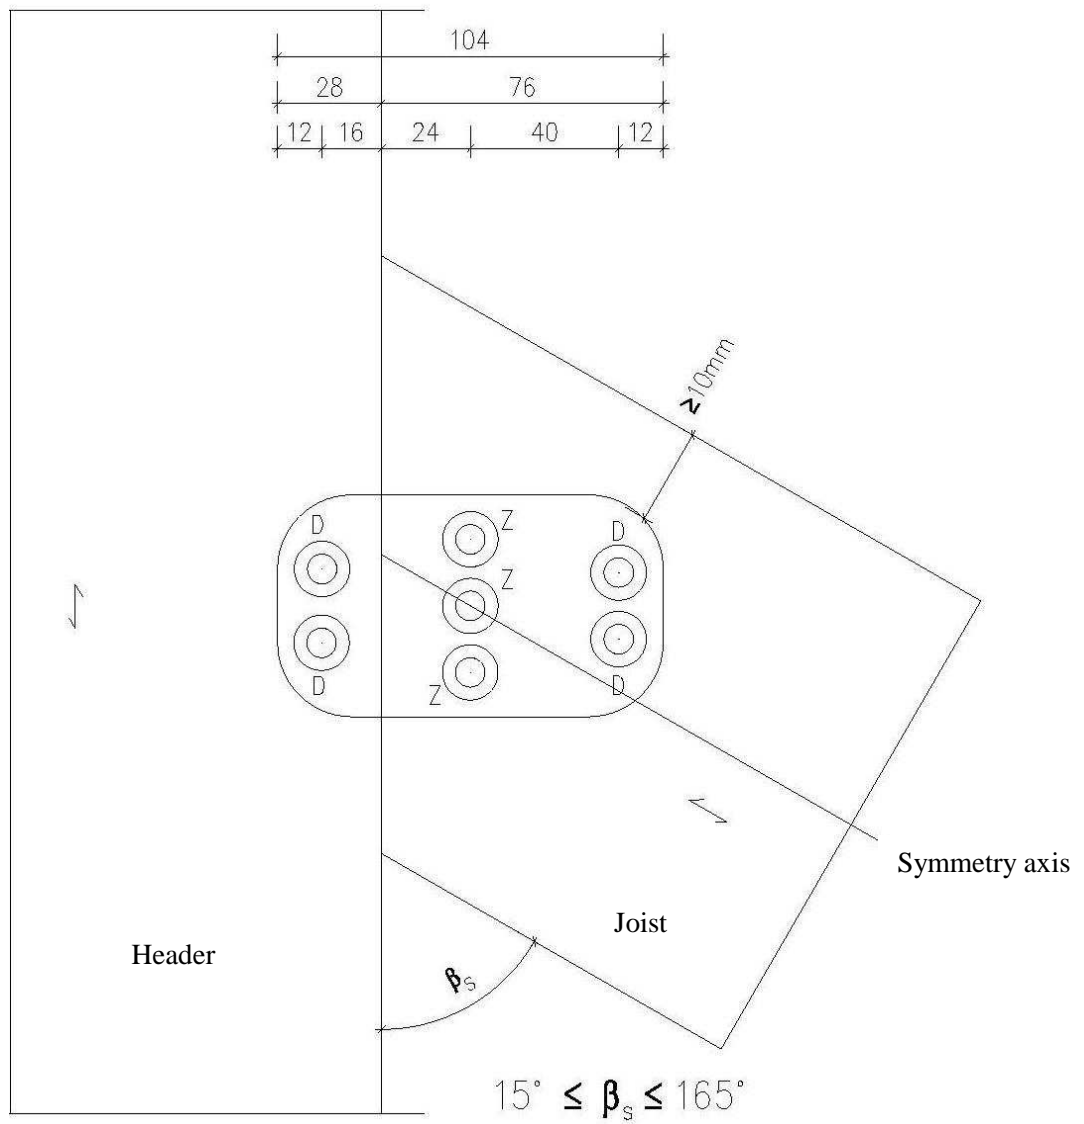 104
28 76
12 16 24 40 12
≥10mm
D Z D
Z
D Z D
Symmetry axis
Joist
Header
βs
15° ≤ βs ≤ 165°